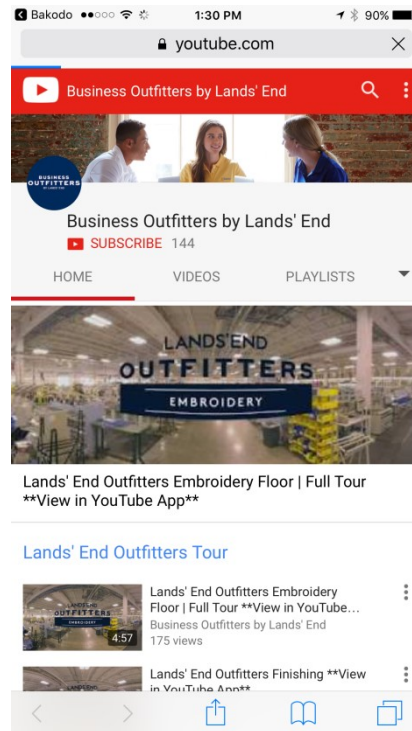 Bakodo 1:30 PM 90%
youtube.com
Business Outfitters by Lands' End
BUSINESS
OUTFITTERS
Business Outfitters by Lands' End
SUBSCRIBE 144
HOME VIDEOS PLAYLISTS
LANDS'END
OUTFITTERS
EMBROIDERY
Lands' End Outfitters Embroidery Floor | Full Tour
**View in YouTube App**
Lands' End Outfitters Tour
LANDS'END
OUTFITTERS
EMBROIDERY
4:57
Lands' End Outfitters Embroidery
Floor | Full Tour **View in YouTube...
Business Outfitters by Lands' End
175 views
Lands' End Outfitters Finishing **View
in YouTube App**